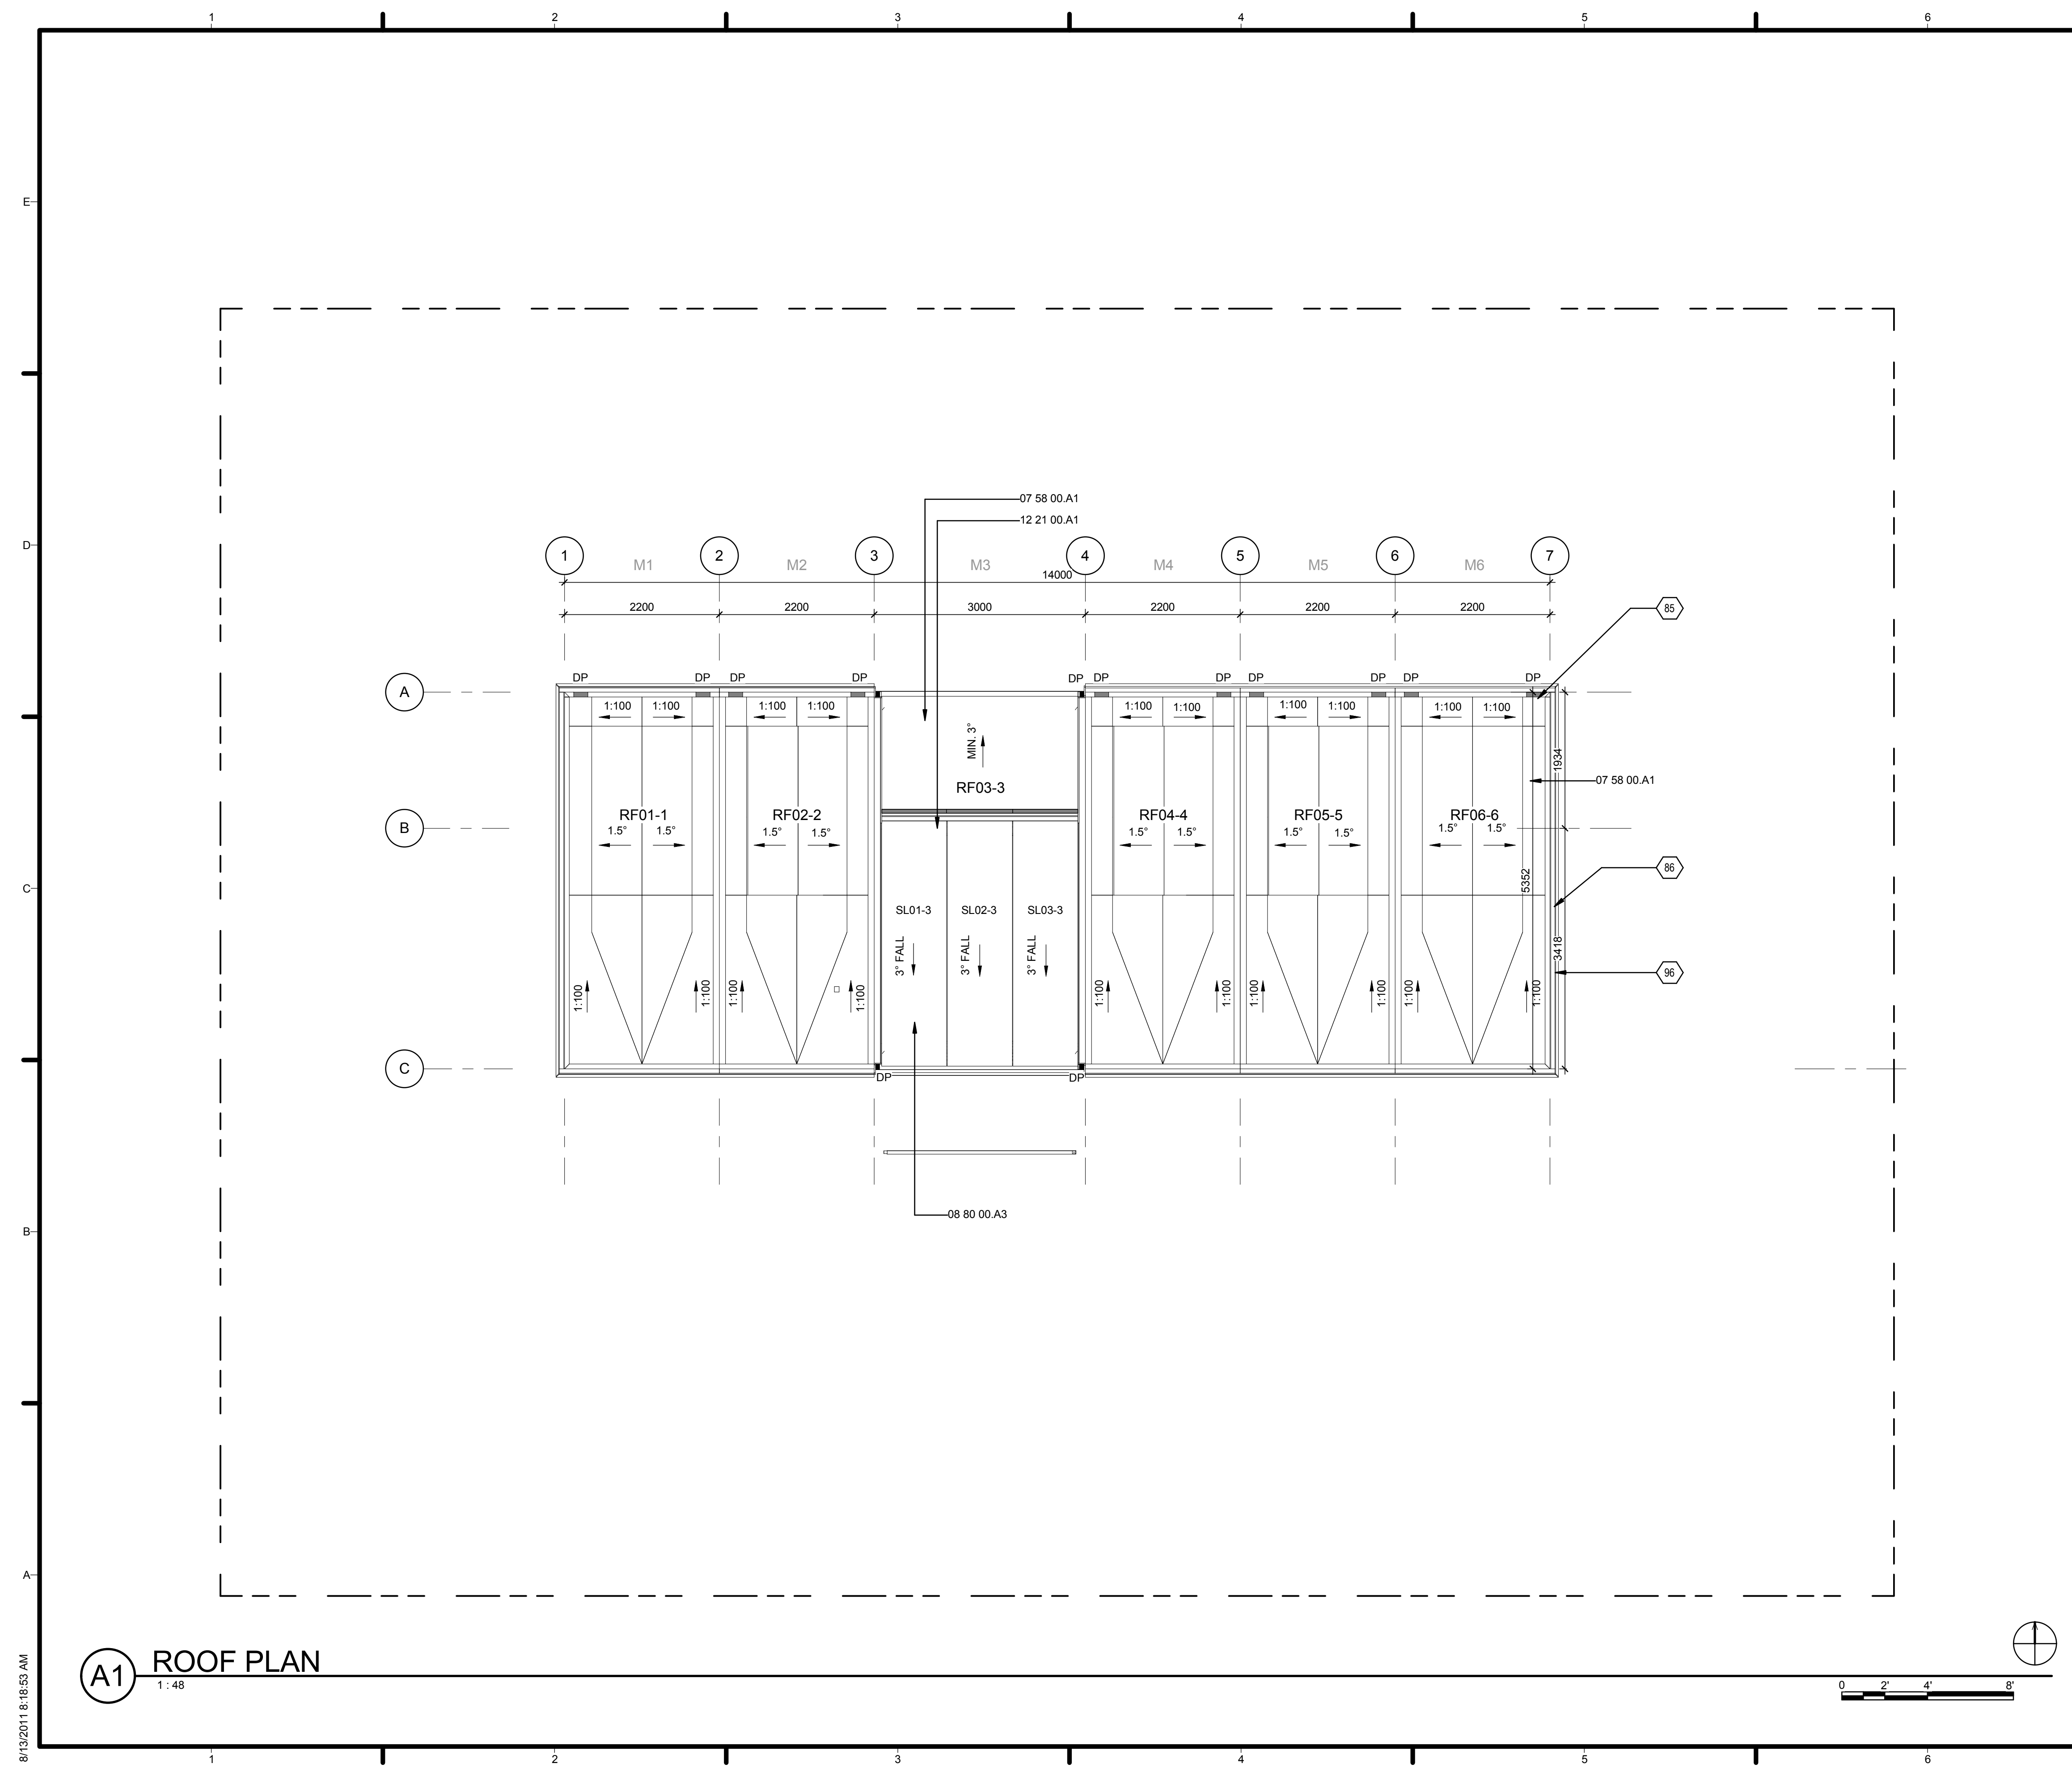 1 2 3 4 5 6
E
D
C
B
A
07 58 00.A1
12 21 00.A1
1 2 3 4 5 6 7
M1 M2 M3 M4 M5 M6
14000
2200 2200 3000 2200 2200 2200
85
DP DP DP DP DP DP DP DP DP DP DP
A
1:100 1:100 1:100 1:100 1:100 1:100 1:100 1:100 1:100 1:100
MIN. 3°
1934
07 58 00.A1
RF03-3
RF01-1 RF02-2 RF04-4 RF05-5 RF06-6
B
1.5° 1.5° 1.5° 1.5° 1.5° 1.5° 1.5° 1.5° 1.5° 1.5°
86
5352
SL01-3 SL02-3 SL03-3
3° FALL 3° FALL 3° FALL
3418
96
1:100 1:100 1:100 1:100 1:100 1:100 1:100 1:100 1:100 1:100
C
DP DP
08 80 00.A3
A1
ROOF PLAN
1 : 48
0 2' 4' 8'
8/13/2011 8:18:53 AM
1 2 3 4 5 6